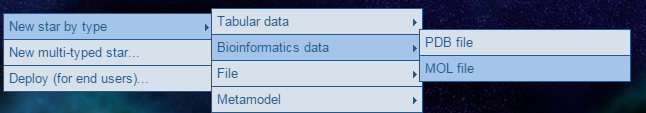 New star by type
New multi-typed star...
Deploy (for end users)...
Tabular data
Bioinformatics data
File
Metamodel
PDB file
MOL file